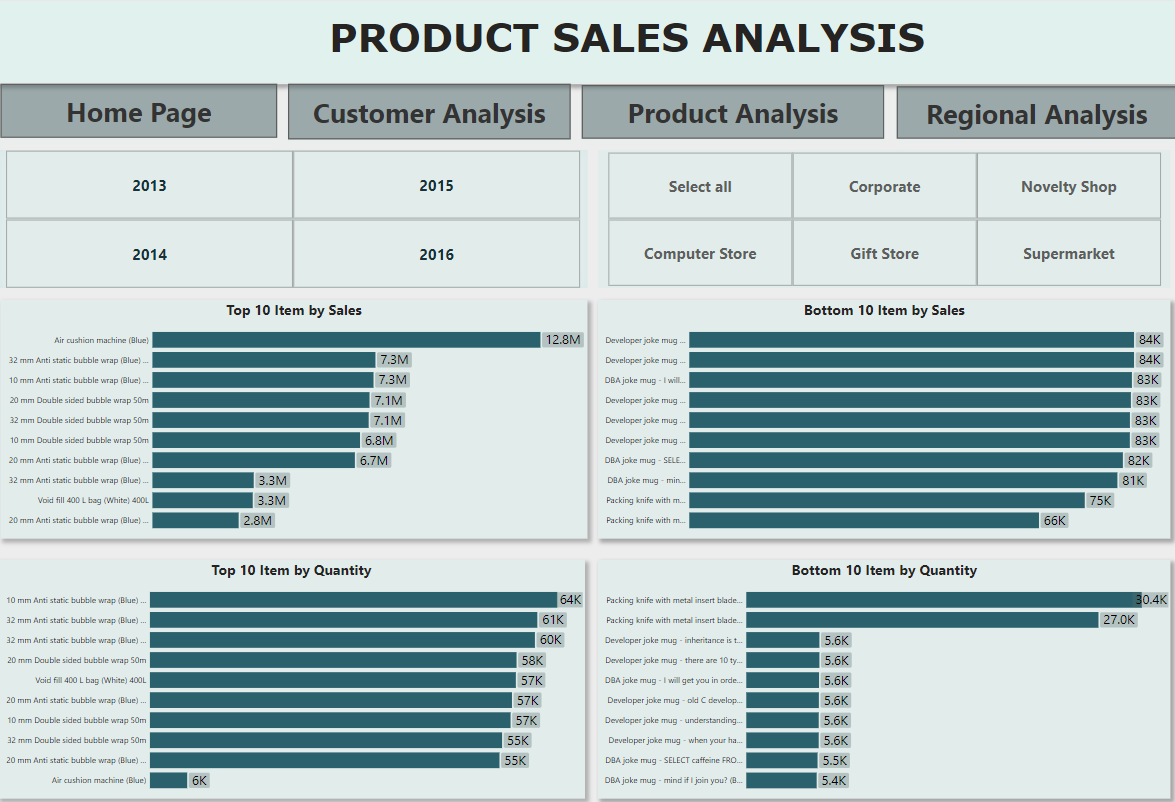 PRODUCT SALES ANALYSIS
Home Page
Customer Analysis
Product Analysis
Regional Analysis
2013
2015
2014
2016
Select all
Corporate
Novelty Shop
Computer Store
Gift Store
Supermarket
Top 10 Item by Sales
Air cushion machine (Blue) 12.8M
32 mm Anti static bubble wrap (Blue) ... 7.3M
10 mm Anti static bubble wrap (Blue) ... 7.3M
20 mm Double sided bubble wrap 50m 7.1M
32 mm Double sided bubble wrap 50m 7.1M
10 mm Double sided bubble wrap 50m 6.8M
20 mm Anti static bubble wrap (Blue) ... 6.7M
32 mm Anti static bubble wrap (Blue) ... 3.3M
Void fill 400 L bag (White) 400L 3.3M
20 mm Anti static bubble wrap (Blue) ... 2.8M
Bottom 10 Item by Sales
Developer joke mug ... 84K
Developer joke mug ... 84K
DBA joke mug - I will... 83K
Developer joke mug ... 83K
Developer joke mug ... 83K
Developer joke mug ... 83K
DBA joke mug - SELE... 82K
DBA joke mug - min... 81K
Packing knife with m... 75K
Packing knife with m... 66K
Top 10 Item by Quantity
10 mm Anti static bubble wrap (Blue) ... 64K
32 mm Anti static bubble wrap (Blue) ... 61K
32 mm Anti static bubble wrap (Blue) ... 60K
20 mm Double sided bubble wrap 50m 58K
Void fill 400 L bag (White) 400L 57K
20 mm Anti static bubble wrap (Blue) ... 57K
10 mm Double sided bubble wrap 50m 57K
32 mm Double sided bubble wrap 50m 55K
20 mm Anti static bubble wrap (Blue) ... 55K
Air cushion machine (Blue) 6K
Bottom 10 Item by Quantity
Packing knife with metal insert blade... 30.4K
Packing knife with metal insert blade... 27.0K
Developer joke mug - inheritance is t... 5.6K
Developer joke mug - there are 10 ty... 5.6K
DBA joke mug - I will get you in orde... 5.6K
Developer joke mug - old C develop... 5.6K
Developer joke mug - understanding... 5.6K
Developer joke mug - when your ha... 5.6K
DBA joke mug - SELECT caffeine FRO... 5.5K
DBA joke mug - mind if I join you? (B... 5.4K